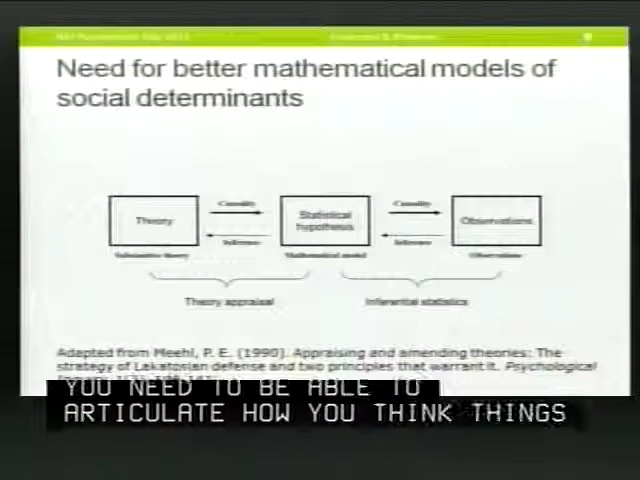 Need for better mathematical models of
social determinants
Causality Causality
Theory Statistical hypothesis Observations
Inference Inference
Substantive theory Mathematical model Observations
Theory appraisal Inferential statistics
Adapted from Meehl, P. E. (1990). Appraising and amending theories: The
strategy of Lakatosian defense and two principles that warrant it. Psychological
YOU NEED TO BE ABLE TO
ARTICULATE HOW YOU THINK THINGS